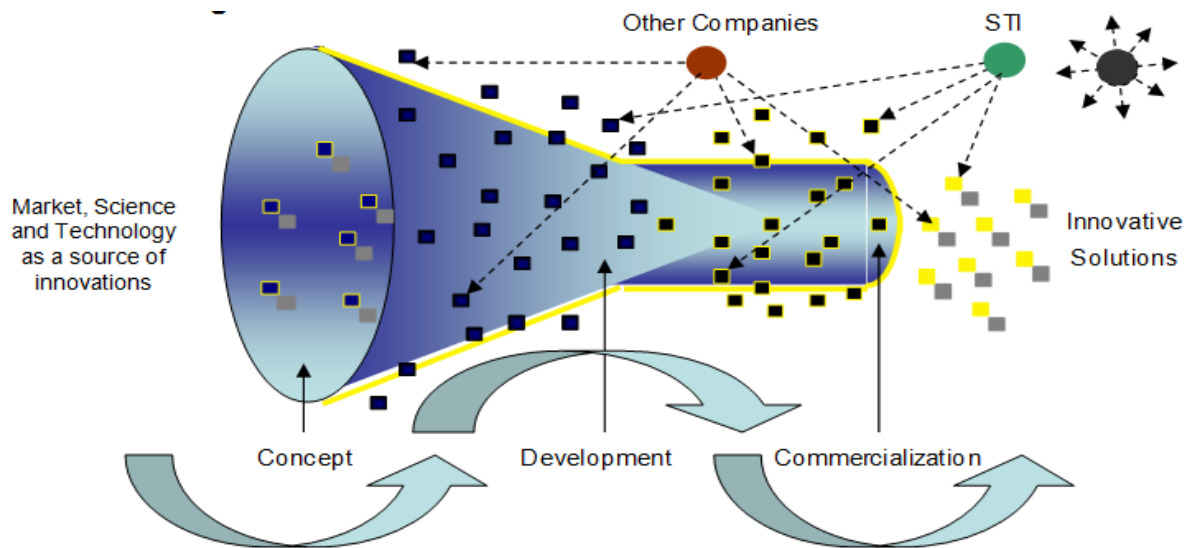 Other Companies
STI
Market, Science
and Technology
as a source of
innovations
Innovative
Solutions
Concept
Development
Commercialization